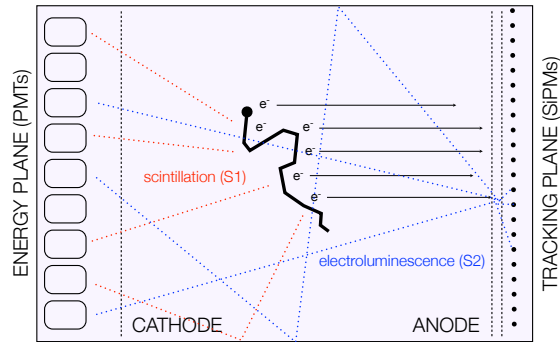 ENERGY PLANE (PMTs)
e-
e-
e-
e-
e-
e-
scintillation (S1)
electroluminescence (S2)
CATHODE
ANODE
TRACKING PLANE (SiPMs)